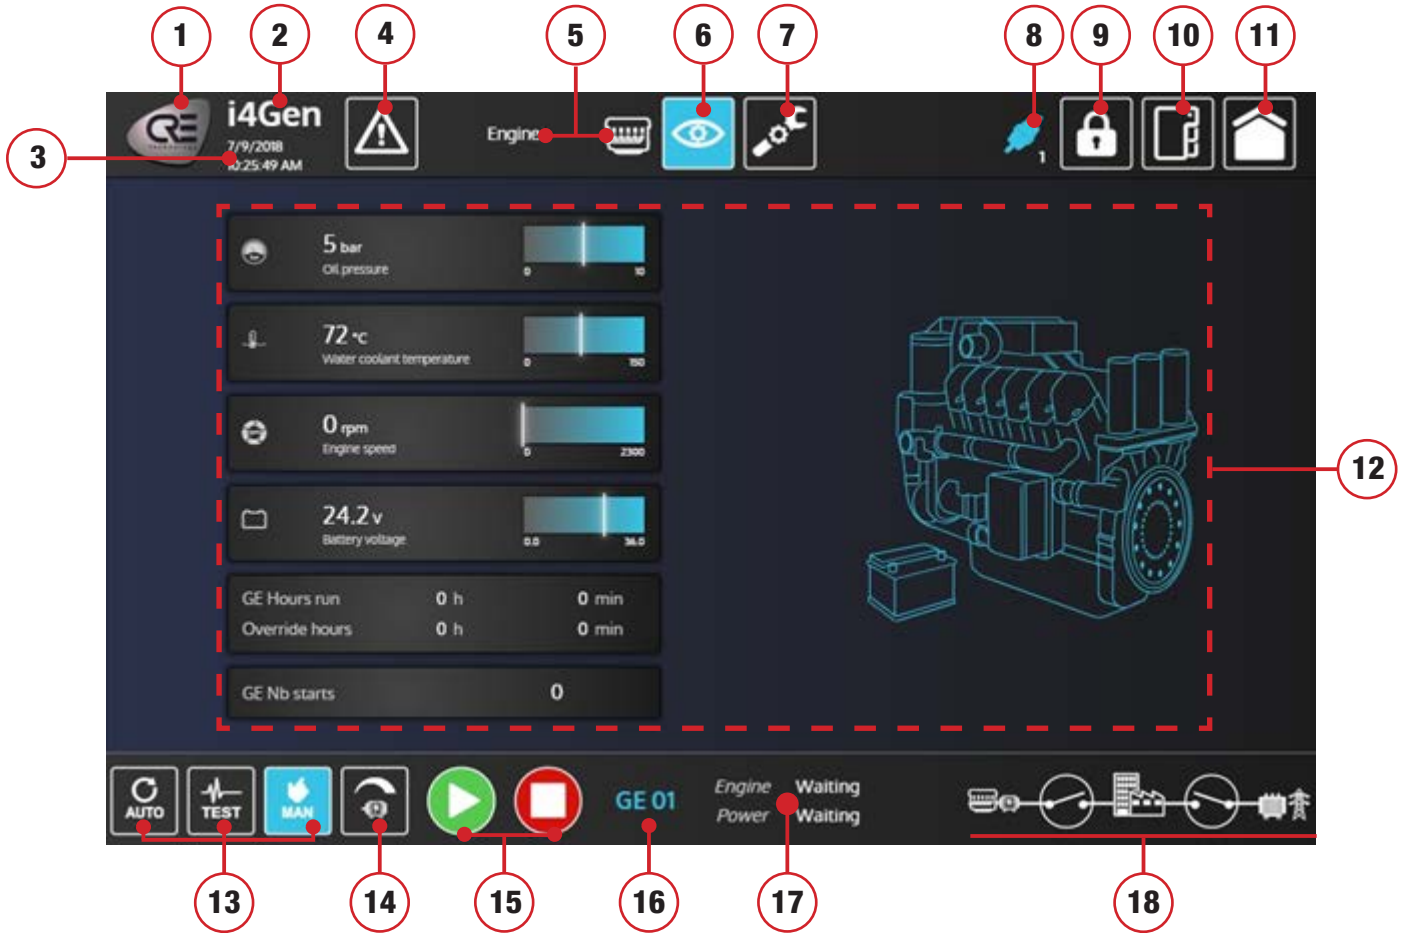 1 2 4 5 6 7 8 9 10 11
i4Gen
CRE
TECHNOLOGY
Engine
7/9/2018
3
10:25:49 AM
1
5 bar
Oil pressure
0 10
72 °C
Water coolant temperature
0 150
0 rpm
Engine speed
0 2300
12
24.2 V
Battery voltage
0.0 36.0
GE Hours run 0 h 0 min
Override hours 0 h 0 min
GE Nb starts 0
AUTO TEST MAN
GE 01
Engine Waiting
Power Waiting
13 14 15 16 17 18